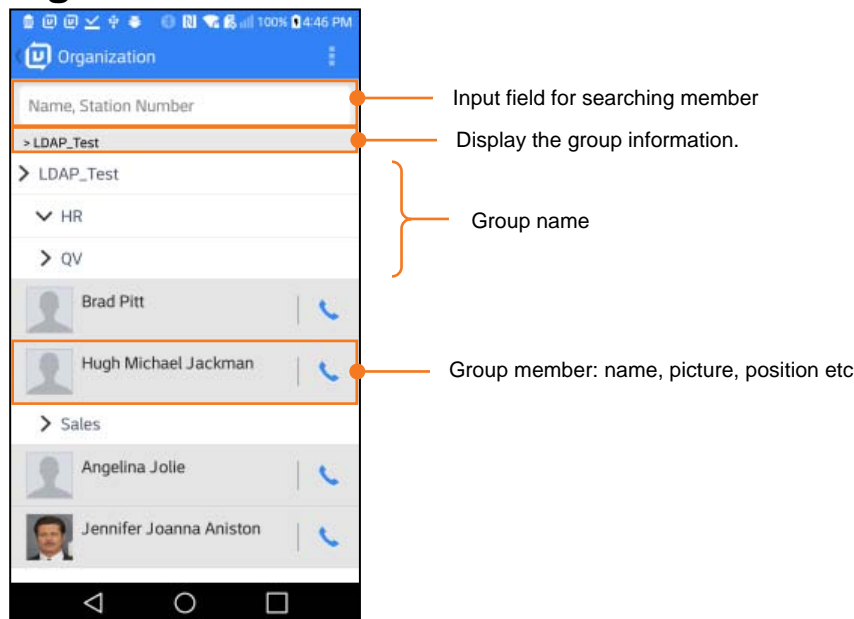 100% 4:46 PM
Organization
Name, Station Number
Input field for searching member
> LDAP_Test
Display the group information.
LDAP_Test
HR
Group name
QV
Brad Pitt
Hugh Michael Jackman
Group member: name, picture, position etc
Sales
Angelina Jolie
Jennifer Joanna Aniston